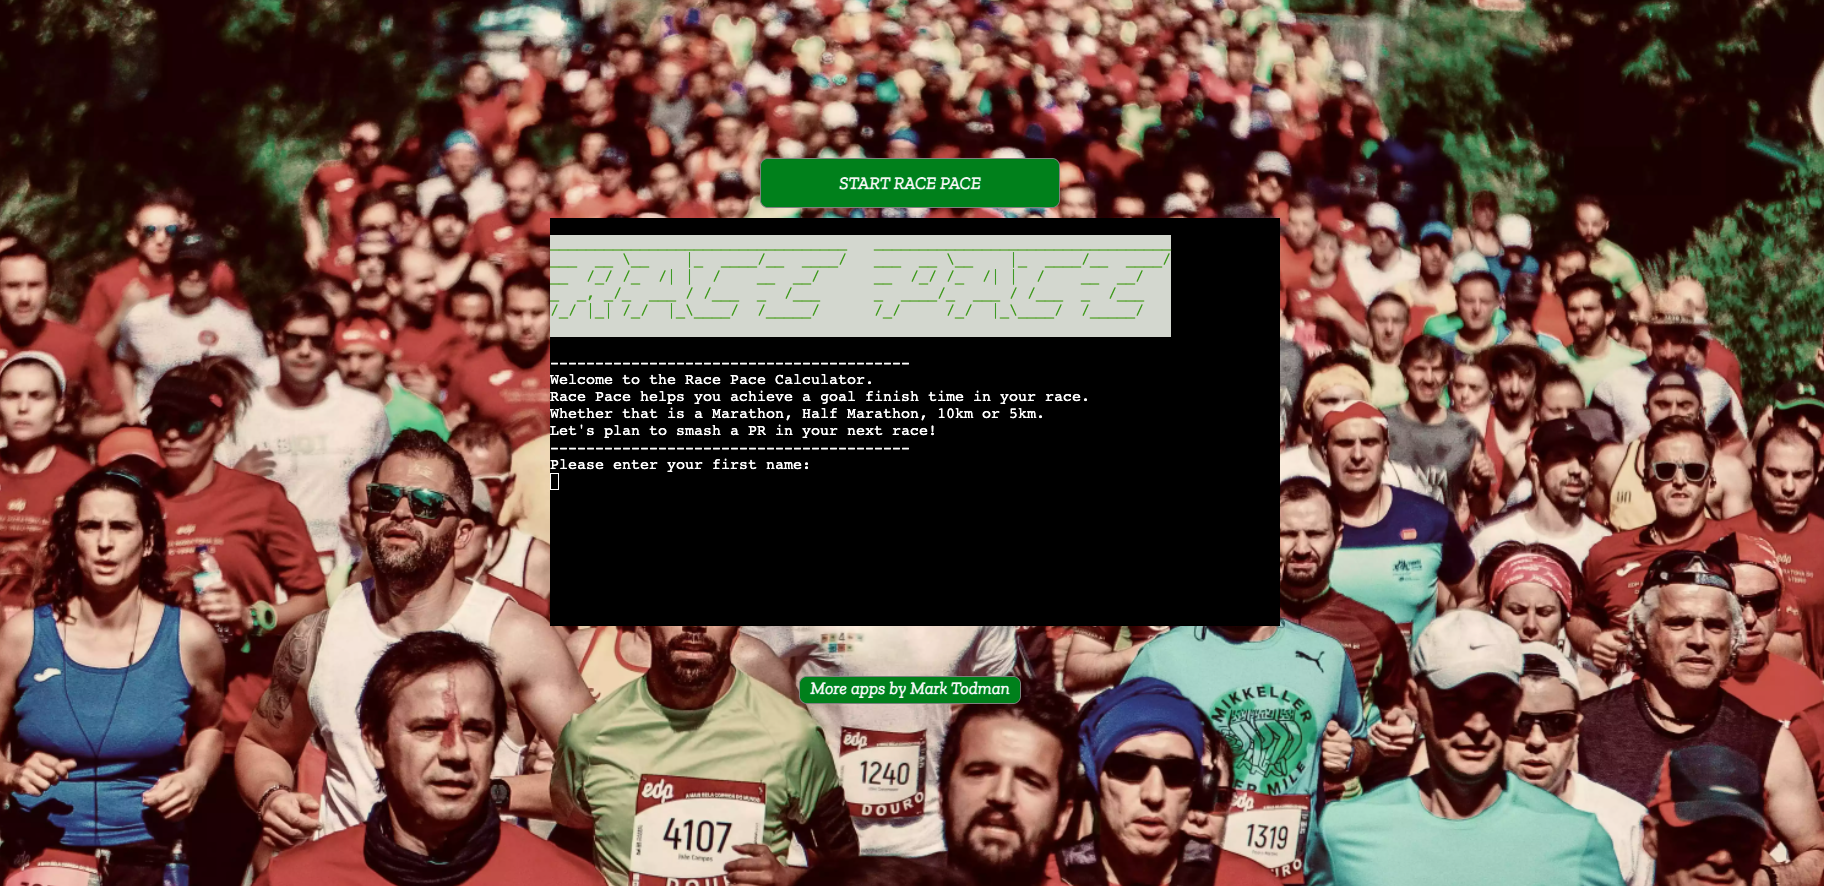 START RACE PACE
RACE PACE
---------------------------------------- 
Welcome to the Race Pace Calculator.
Race Pace helps you achieve a goal finish time in your race.
Whether that is a Marathon, Half Marathon, 10km or 5km.
Let's plan to smash a PR in your next race!
----------------------------------------
Please enter your first name:
More apps by Mark Todman
MIKKELLER
edp
1240
DOURO
edp
4107
DOUR
edp
1319